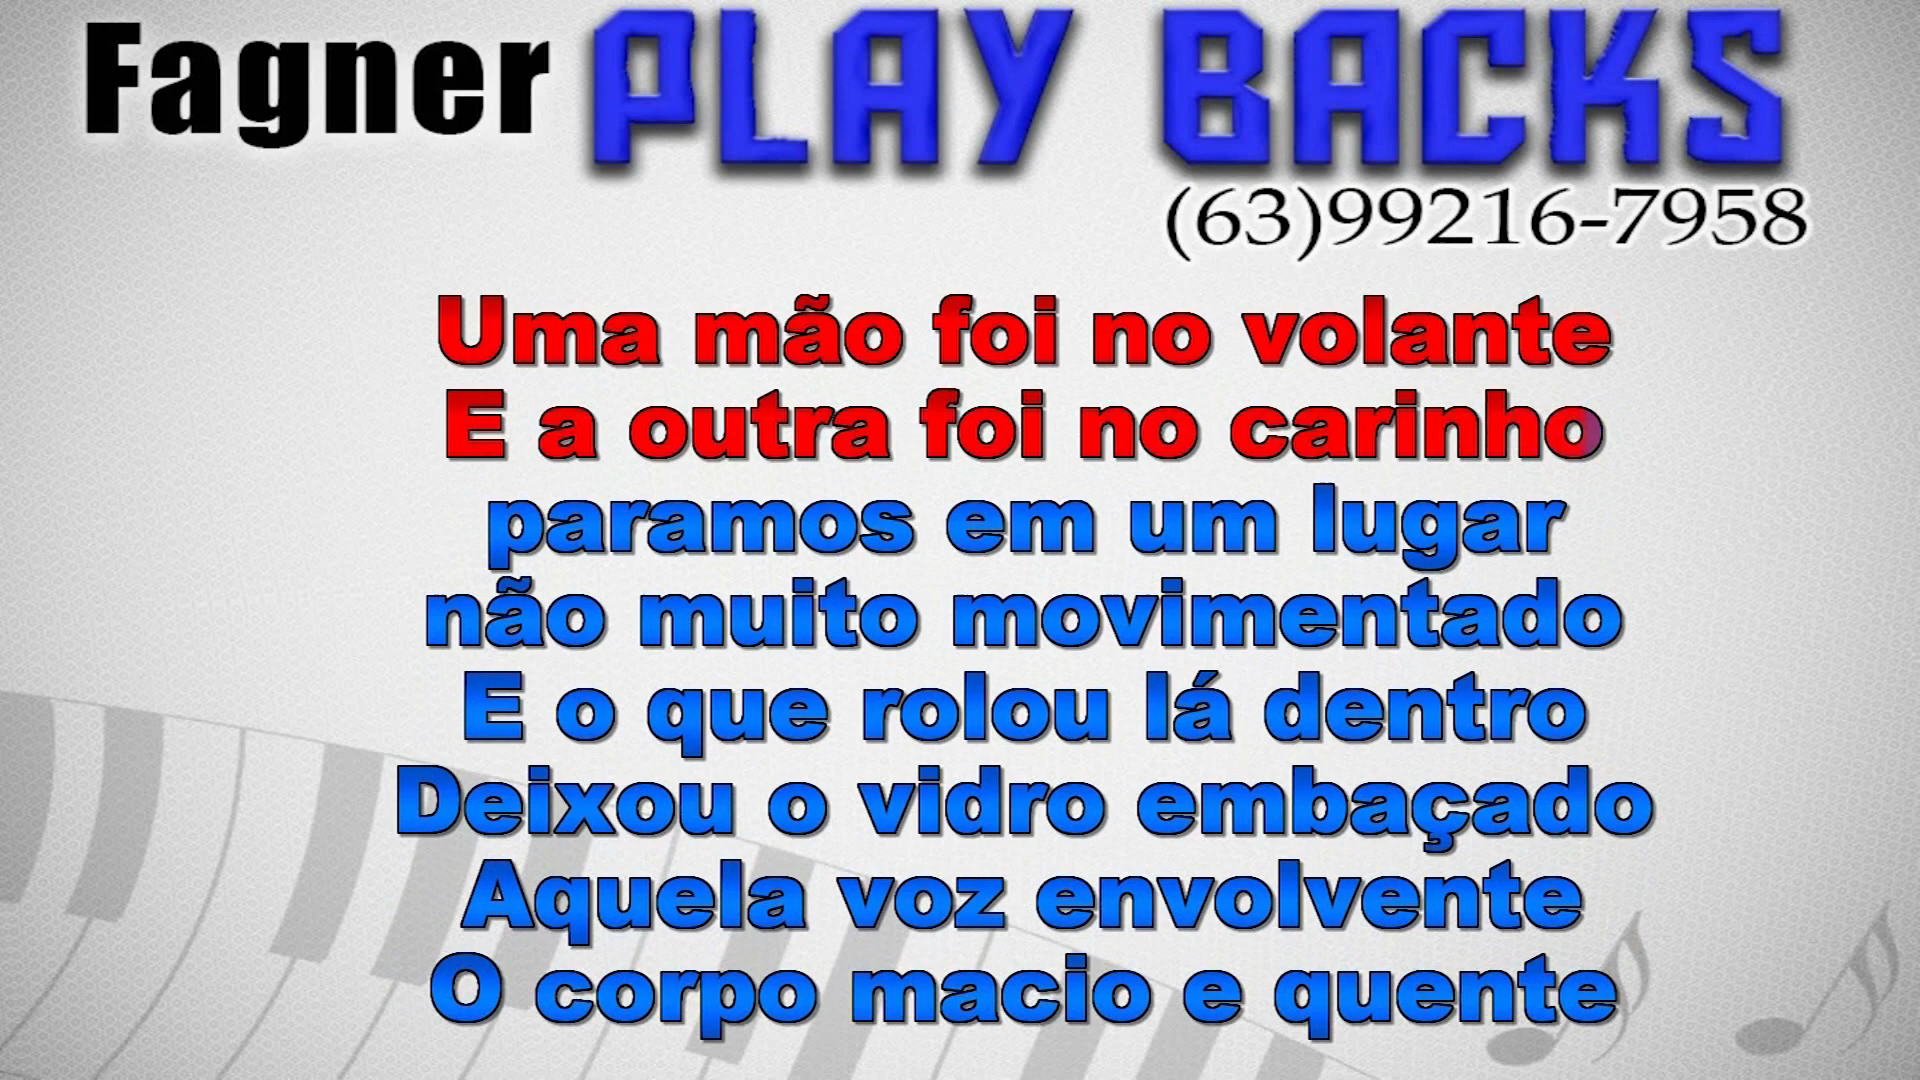 Fagner PLAY BACKS
(63)99216-7958
Uma mão foi no volante
E a outra foi no carinho
paramos em um lugar
não muito movimentado
E o que rolou lá dentro
Deixou o vidro embaçado
Aquela voz envolvente
O corpo macio e quente